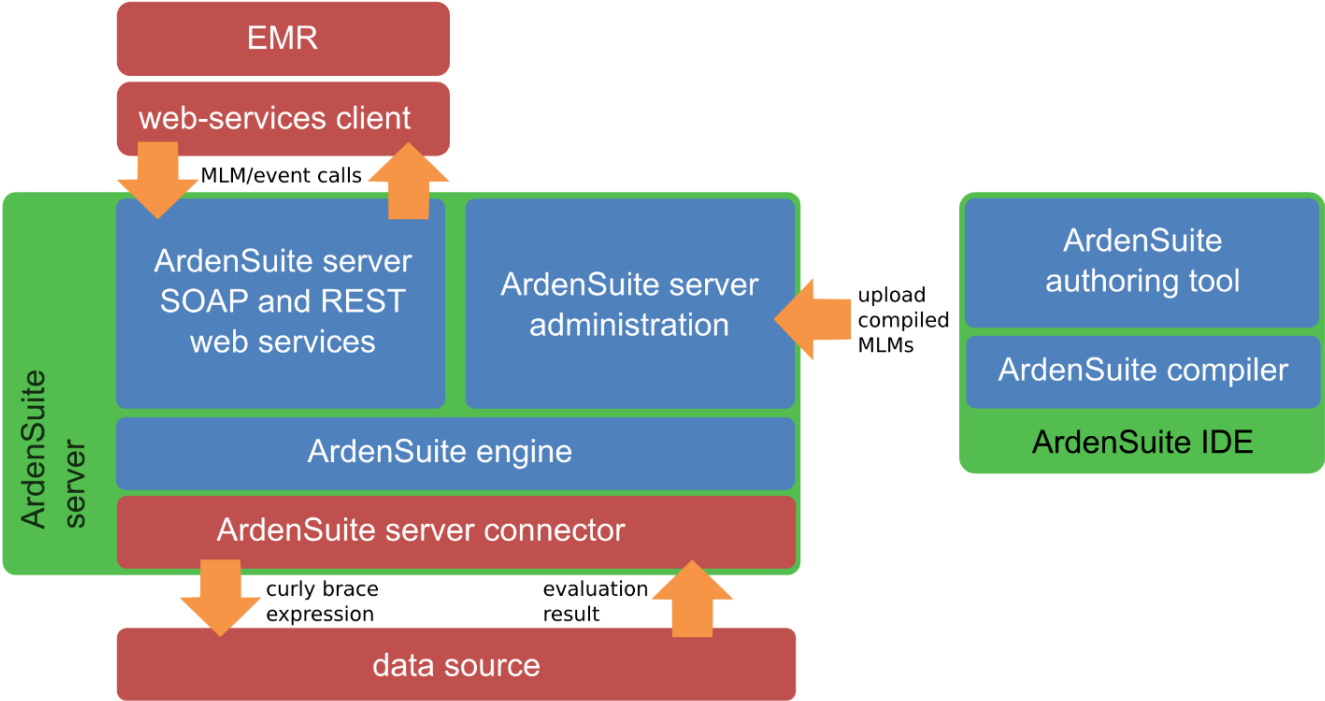 EMR
web-services client
MLM/event calls
ArdenSuite
server
ArdenSuite server
SOAP and REST
web services
ArdenSuite server
administration
upload
compiled
MLMs
ArdenSuite
authoring tool
ArdenSuite compiler
ArdenSuite IDE
ArdenSuite engine
ArdenSuite server connector
curly brace
expression
evaluation
result
data source